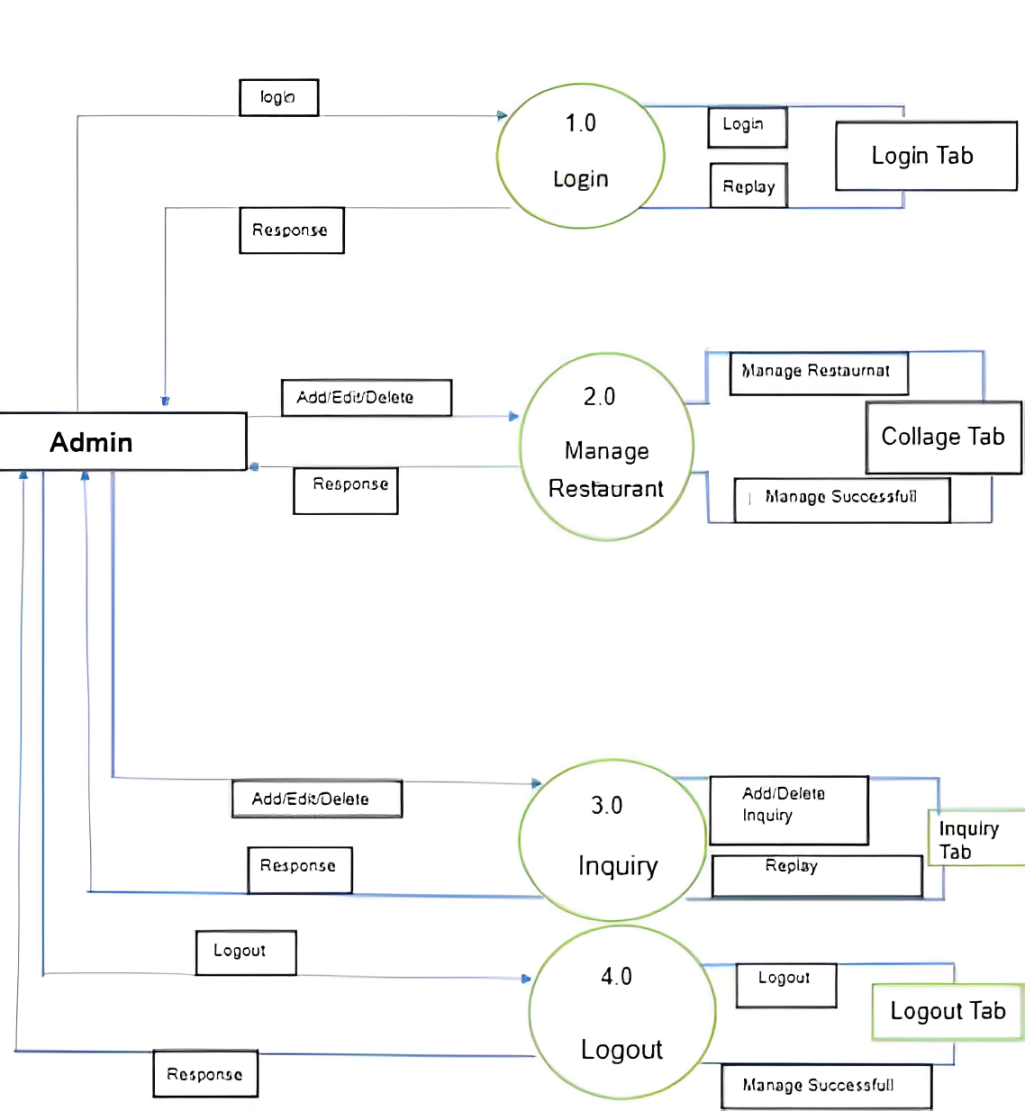 login
1.0
Login
Login
Login Tab
Replay
Response
Manage Restaurnat
Add/Edit/Delete
2.0
Admin
Collage Tab
Manage
Restaurant
Response
Manage Successfull
Add/Edit/Delete
3.0
Add/Delete
Inquiry
Inquiry
Tab
Response
Inquiry
Replay
Logout
4.0
Logout
Logout Tab
Logout
Response
Manage Successfull